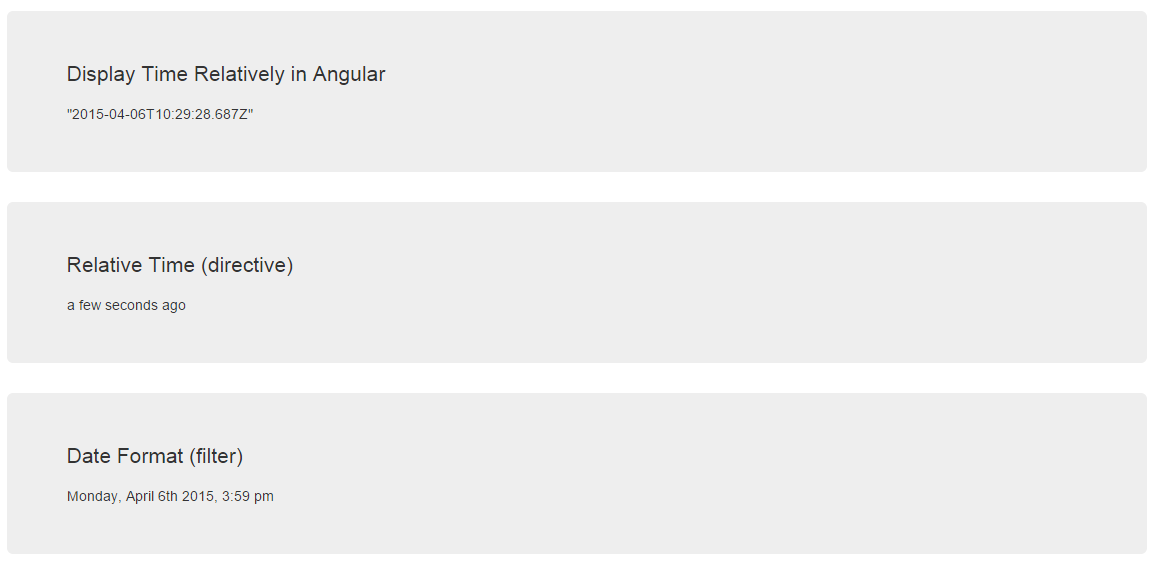 Display Time Relatively in Angular
"2015-04-06T10:29:28.687Z"
Relative Time (directive)
a few seconds ago
Date Format (filter)
Monday, April 6th 2015, 3:59 pm